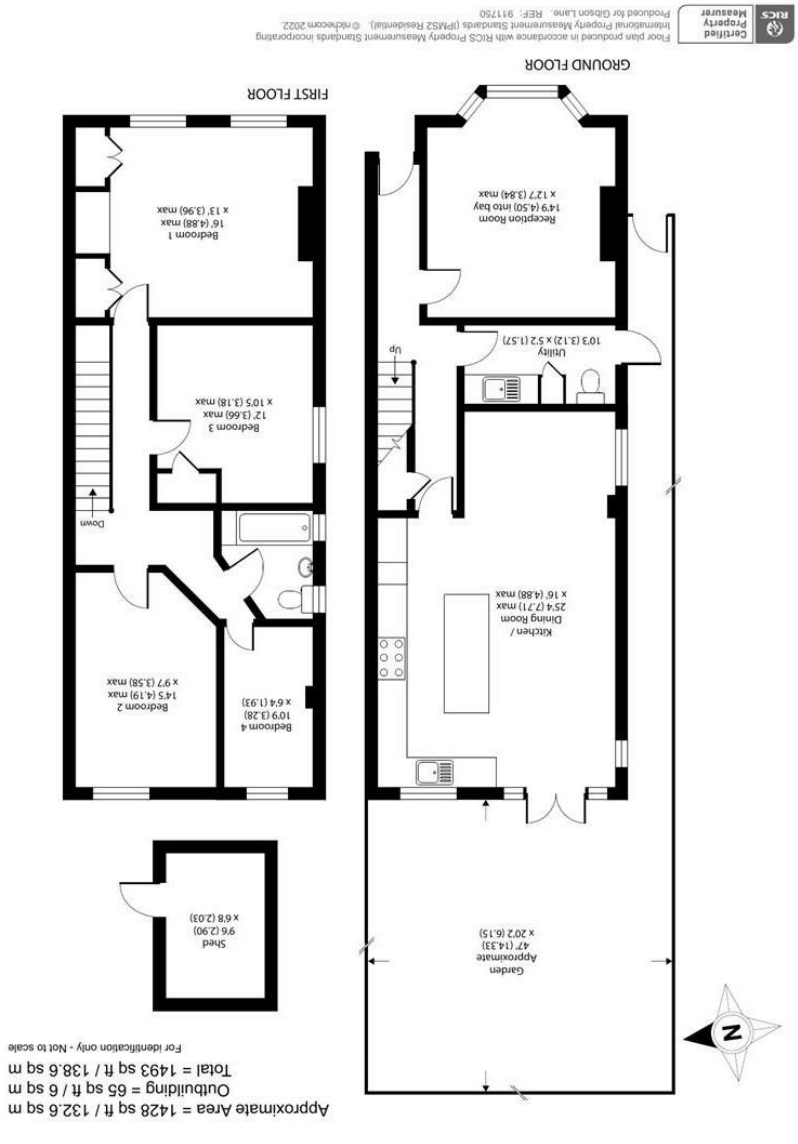 Approximate Area = 1428 sq ft / 132.6 sq m
Outbuilding = 65 sq ft / 6 sq m
Total = 1493 sq ft / 138.6 sq m
For identification only - Not to scale
N
Garden
Approximate
47' (14.33)
x 20'2 (6.15)
Shed
9'6 (2.90)
x 6'8 (2.03)
Kitchen /
Dining Room
25'4 (7.71) max
x 16' (4.88) max
Up
Utility
10'3 (3.12) x 5'2 (1.57)
Reception Room
14'9 (4.50) into bay
x 12'7 (3.84) max
GROUND FLOOR
Bedroom 4
10'9 (3.28)
x 6'4 (1.93)
Bedroom 2
14'5 (4.19) max
x 9'7 (3.58) max
Down
Bedroom 3
12' (3.66) max
x 10'5 (3.18) max
Bedroom 1
16' (4.88) max
x 13' (3.96) max
FIRST FLOOR
RICS
Certified
Property
Measurer
Floor plan produced in accordance with RICS Property Measurement Standards incorporating
International Property Measurement Standards (IPMS2 Residential). © nichecom 2022.
Produced for Gibson Lane. REF: 911750